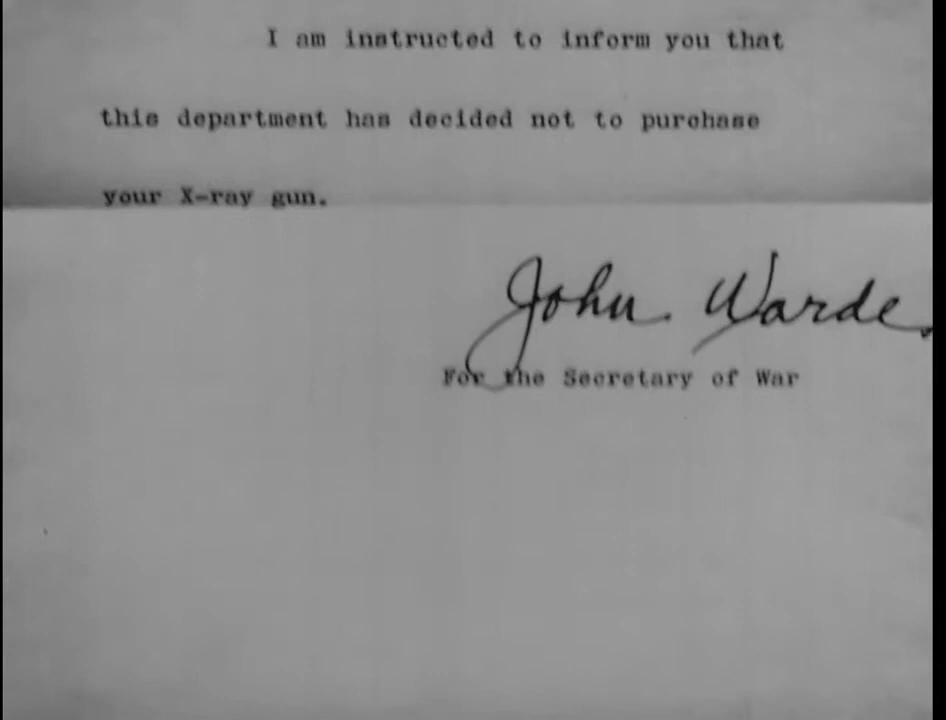 I am instructed to inform you that
this department has decided not to purchase
your X-ray gun.
John Warde
For the Secretary of War